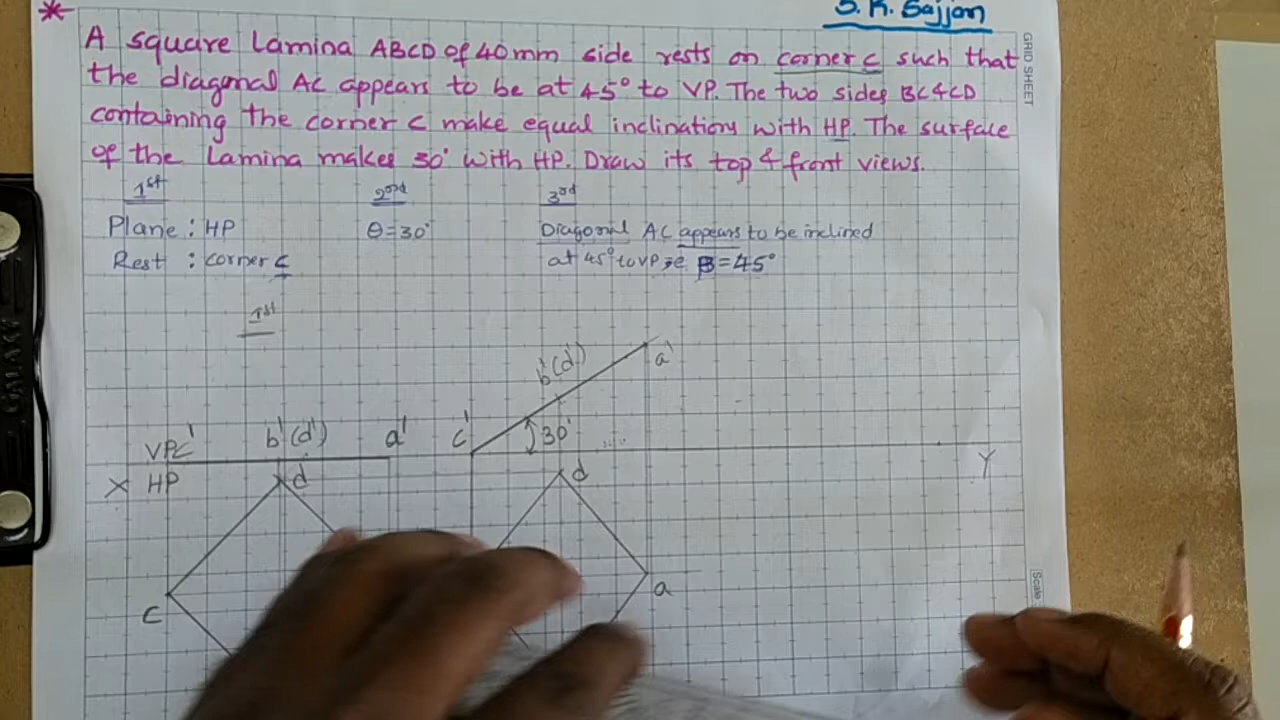 *
S. R. Sajjan
A square Lamina ABCD of 40mm side rests on corner C such that
the diagonal AC appears to be at 45° to VP. The two sides BC & CD
containing the corner C make equal inclinations with HP. The surface
of the Lamina makes 30° with HP. Draw its top & front views.
1st 2nd 3rd
Plane: HP θ=30° Diagonal AC appears to be inclined
Rest : corner C at 45° to VP ie β=45°
1st
b'(d') a'
VP c' b'(d') a' c' 30°
X HP Y
d d
c a
GRID SHEET
Scale